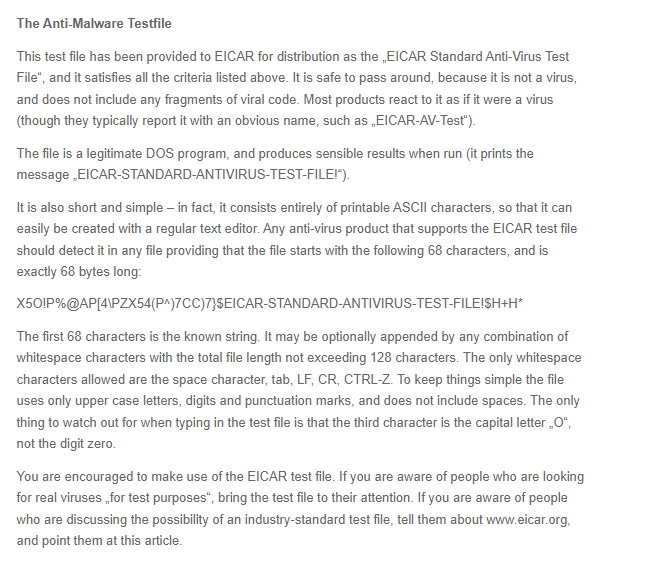 The Anti-Malware Testfile
This test file has been provided to EICAR for distribution as the „EICAR Standard Anti-Virus Test
File“, and it satisfies all the criteria listed above. It is safe to pass around, because it is not a virus,
and does not include any fragments of viral code. Most products react to it as if it were a virus
(though they typically report it with an obvious name, such as „EICAR-AV-Test“).
The file is a legitimate DOS program, and produces sensible results when run (it prints the
message „EICAR-STANDARD-ANTIVIRUS-TEST-FILE!“).
It is also short and simple – in fact, it consists entirely of printable ASCII characters, so that it can
easily be created with a regular text editor. Any anti-virus product that supports the EICAR test file
should detect it in any file providing that the file starts with the following 68 characters, and is
exactly 68 bytes long:
X5O!P%@AP[4\PZX54(P^)7CC)7}$EICAR-STANDARD-ANTIVIRUS-TEST-FILE!$H+H*
The first 68 characters is the known string. It may be optionally appended by any combination of
whitespace characters with the total file length not exceeding 128 characters. The only whitespace
characters allowed are the space character, tab, LF, CR, CTRL-Z. To keep things simple the file
uses only upper case letters, digits and punctuation marks, and does not include spaces. The only
thing to watch out for when typing in the test file is that the third character is the capital letter „O“,
not the digit zero.
You are encouraged to make use of the EICAR test file. If you are aware of people who are looking
for real viruses „for test purposes“, bring the test file to their attention. If you are aware of people
who are discussing the possibility of an industry-standard test file, tell them about www.eicar.org,
and point them at this article.